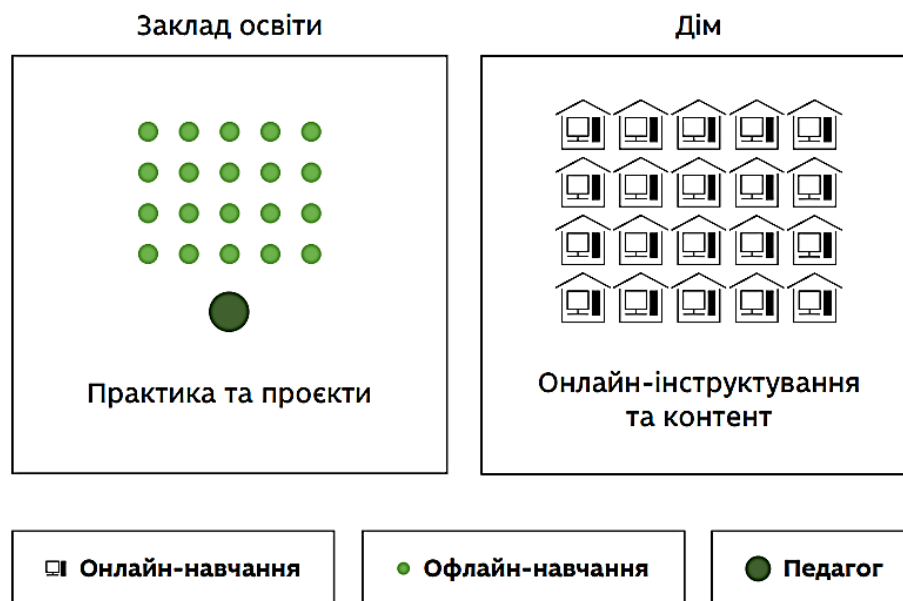 Заклад освіти
Дім
Практика та проєкти
Онлайн-інструктування
та контент
Онлайн-навчання
Офлайн-навчання
Педагог